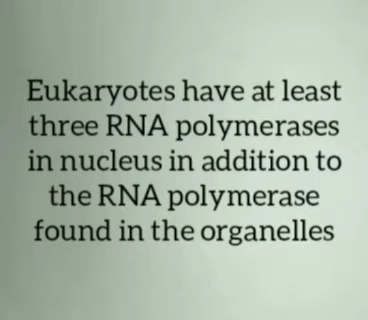 Eukaryotes have at least
three RNA polymerases
in nucleus in addition to
the RNA polymerase
found in the organelles